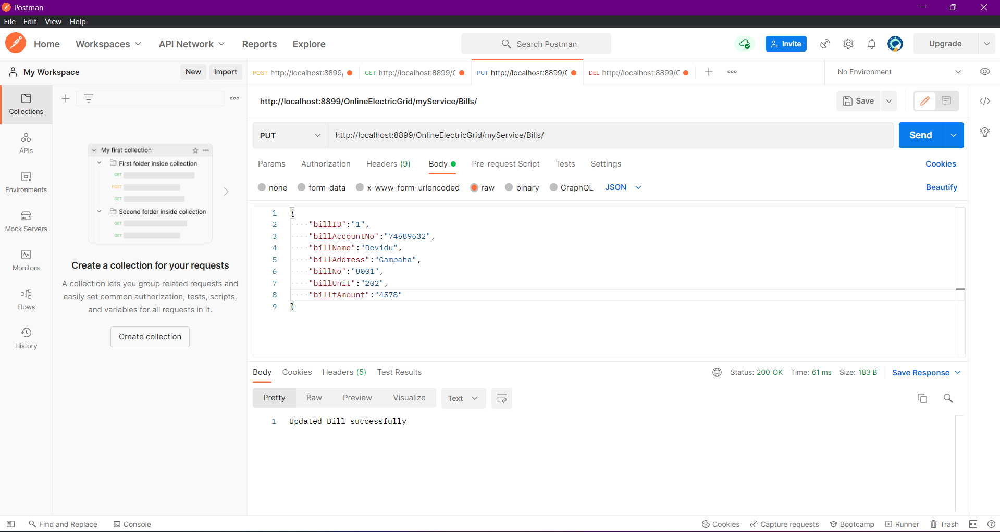 Postman
File Edit View Help
Home Workspaces API Network Reports Explore Search Postman Invite Upgrade
My Workspace New Import
POST http://localhost:8899/ GET http://localhost:8899/C PUT http://localhost:8899/C DEL http://localhost:8899/C No Environment
Collections
APIs
Environments
Mock Servers
Monitors
Flows
History
My first collection
First folder inside collection
GET
POST
GET
Second folder inside collection
GET
GET
Create a collection for your requests
A collection lets you group related requests and
easily set common authorization, tests, scripts,
and variables for all requests in it.
Create collection
http://localhost:8899/OnlineElectricGrid/myService/Bills/ Save
PUT http://localhost:8899/OnlineElectricGrid/myService/Bills/ Send
Params Authorization Headers (9) Body Pre-request Script Tests Settings Cookies
none form-data x-www-form-urlencoded raw binary GraphQL JSON Beautify
1 {
2 "billID":"1",
3 "billAccountNo":"74589632",
4 "billName":"Devidu",
5 "billAddress":"Gampaha",
6 "billNo":"8001",
7 "billUnit":"202",
8 "billtAmount":"4578"
9 }
Body Cookies Headers (5) Test Results Status: 200 OK Time: 61 ms Size: 183 B Save Response
Pretty Raw Preview Visualize Text
1 Updated Bill successfully
Find and Replace Console Cookies Capture requests Bootcamp Runner Trash